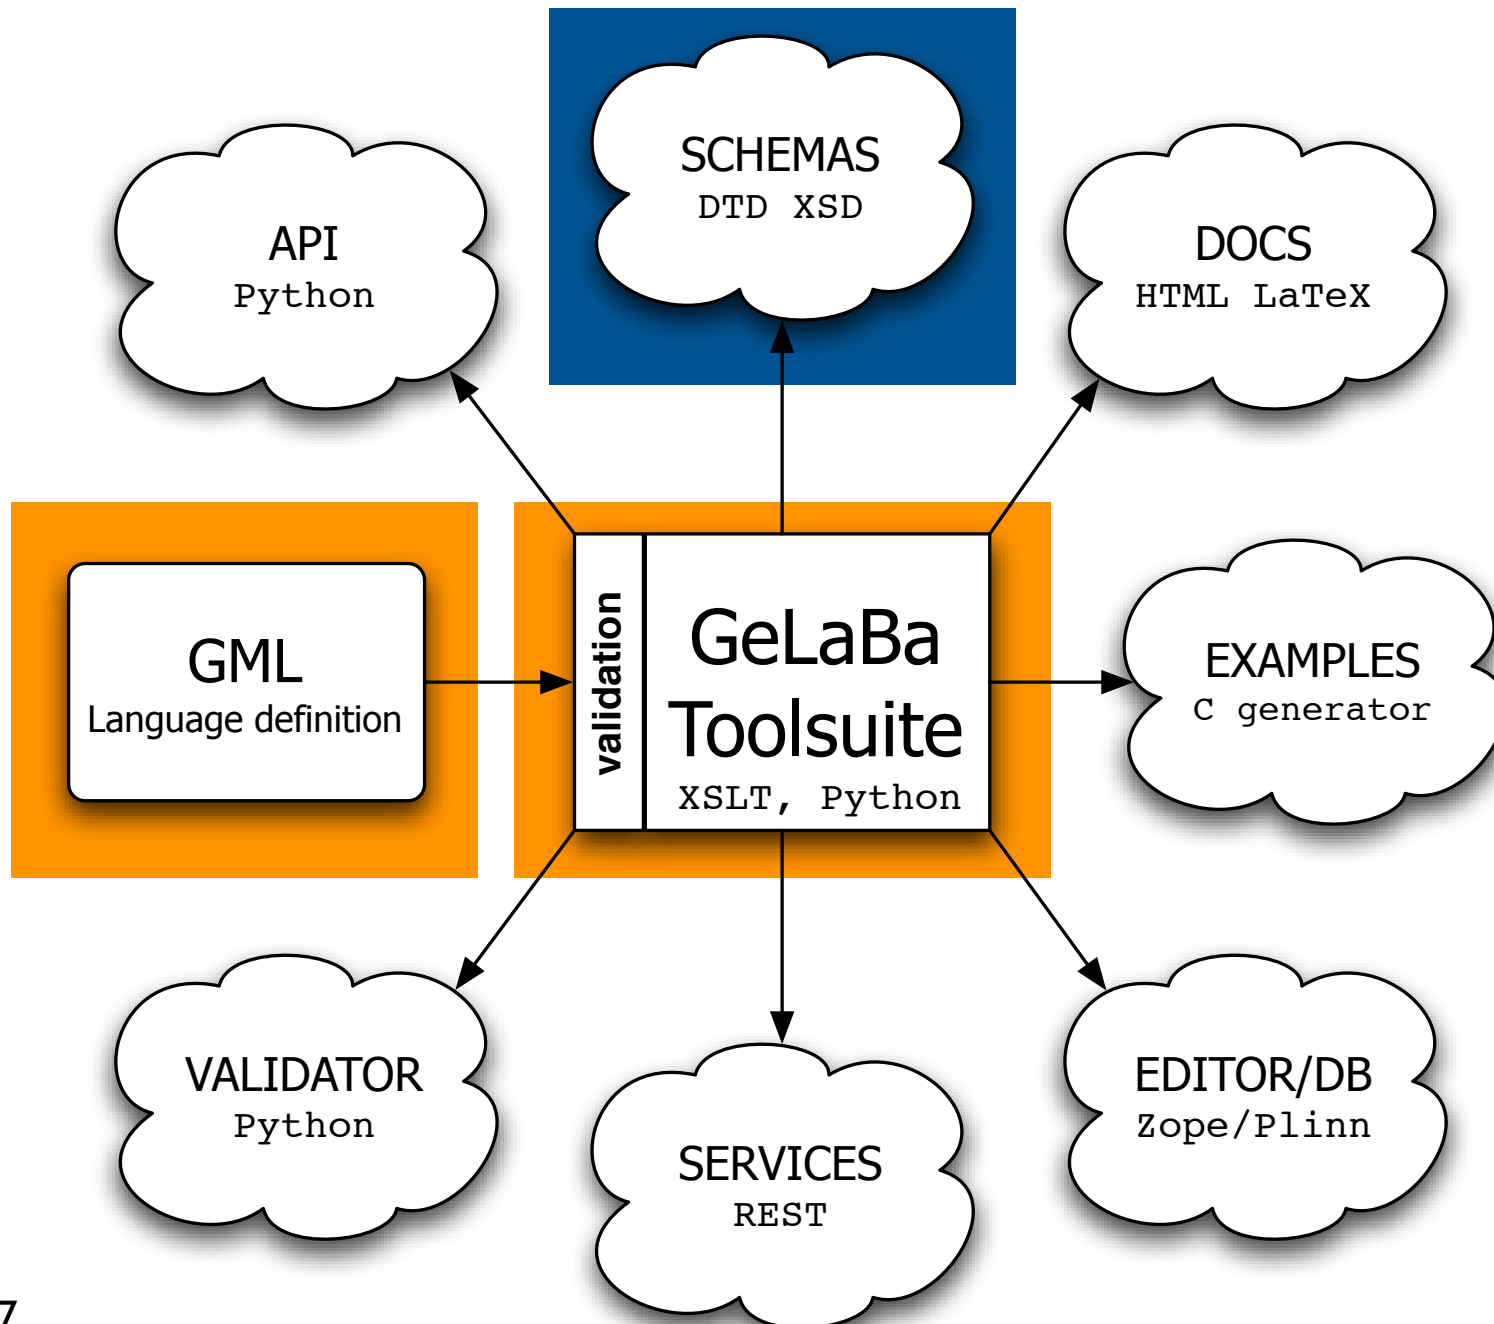 SCHEMAS
DTD XSD
API
Python
DOCS
HTML LaTeX
GML
Language definition
validation
GeLaBa
Toolsuite
XSLT, Python
EXAMPLES
C generator
VALIDATOR
Python
SERVICES
REST
EDITOR/DB
Zope/Plinn
7